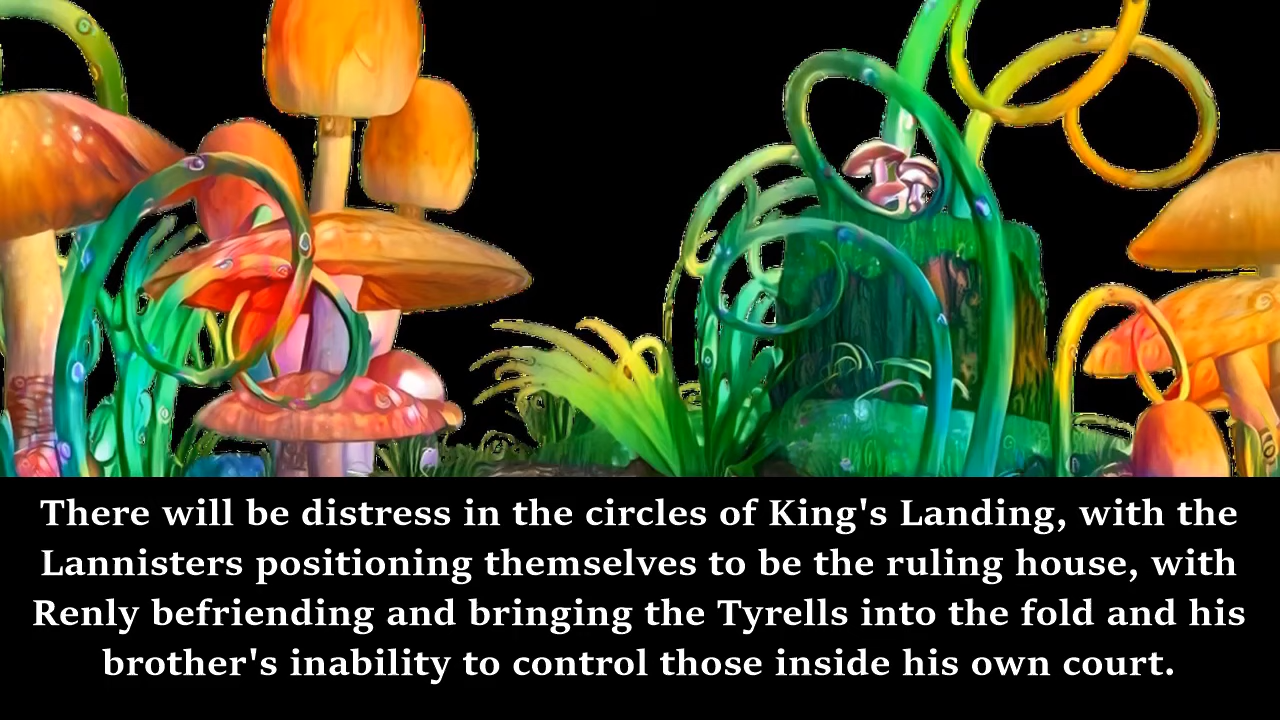 There will be distress in the circles of King's Landing, with the
Lannisters positioning themselves to be the ruling house, with
Renly befriending and bringing the Tyrells into the fold and his
brother's inability to control those inside his own court.